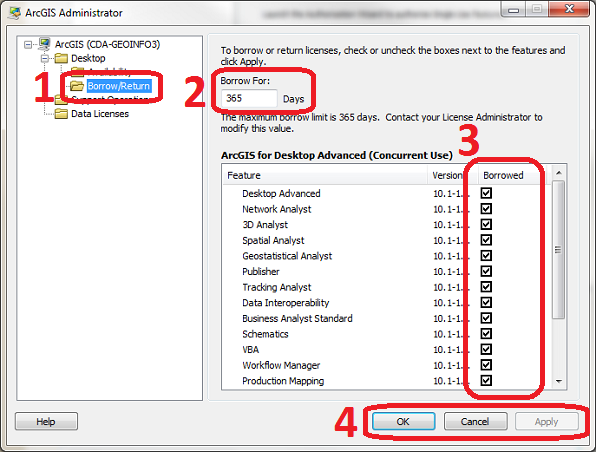 ArcGIS Administrator
ArcGIS (CDA-GEOINFO3)
Desktop
Availability
Borrow/Return
Support Operations
Data Licenses
1
To borrow or return licenses, check or uncheck the boxes next to the features and
click Apply.
Borrow For:
2
365 Days
The maximum borrow limit is 365 days. Contact your License Administrator to
modify this value.
3
ArcGIS for Desktop Advanced (Concurrent Use)
Feature Version Borrowed
Desktop Advanced 10.1-1...
Network Analyst 10.1-1...
3D Analyst 10.1-1...
Spatial Analyst 10.1-1...
Geostatistical Analyst 10.1-1...
Publisher 10.1-1...
Tracking Analyst 10.1-1...
Data Interoperability 10.1-1...
Business Analyst Standard 10.1-1...
Schematics 10.1-1...
VBA 10.1-1...
Workflow Manager 10.1-1...
Production Mapping 10.1-1...
Help 4 OK Cancel Apply